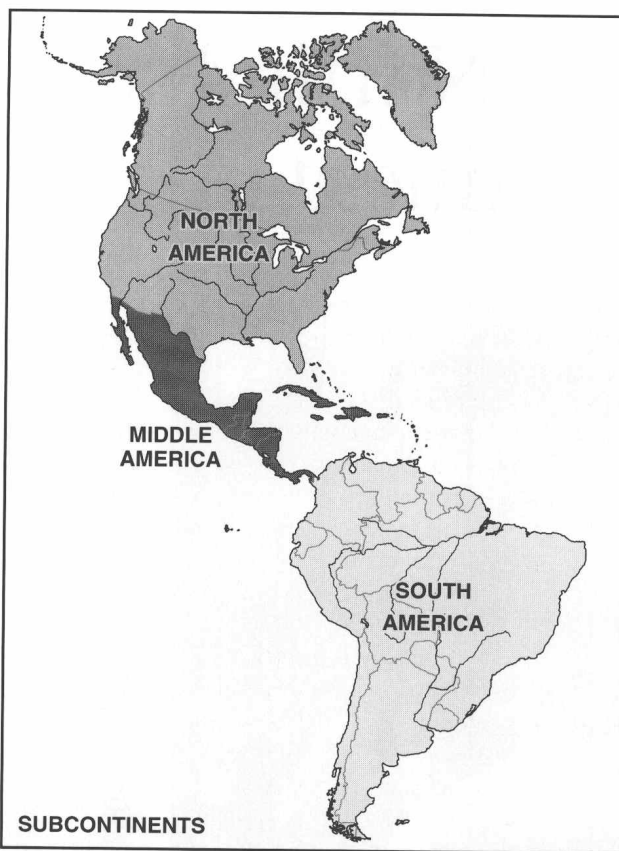 NORTH
AMERICA
MIDDLE
AMERICA
SOUTH
AMERICA
SUBCONTINENTS